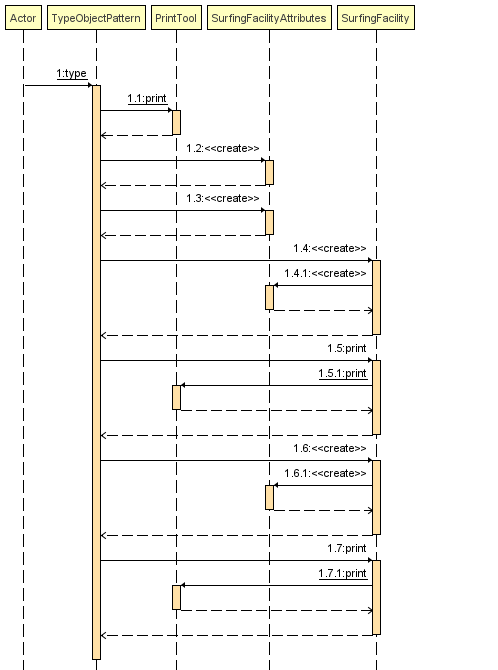 Actor TypeObjectPattern PrintTool SurfingFacilityAttributes SurfingFacility
1:type
1.1:print
1.2:<<create>>
1.3:<<create>>
1.4:<<create>>
1.4.1:<<create>>
1.5:print
1.5.1:print
1.6:<<create>>
1.6.1:<<create>>
1.7:print
1.7.1:print